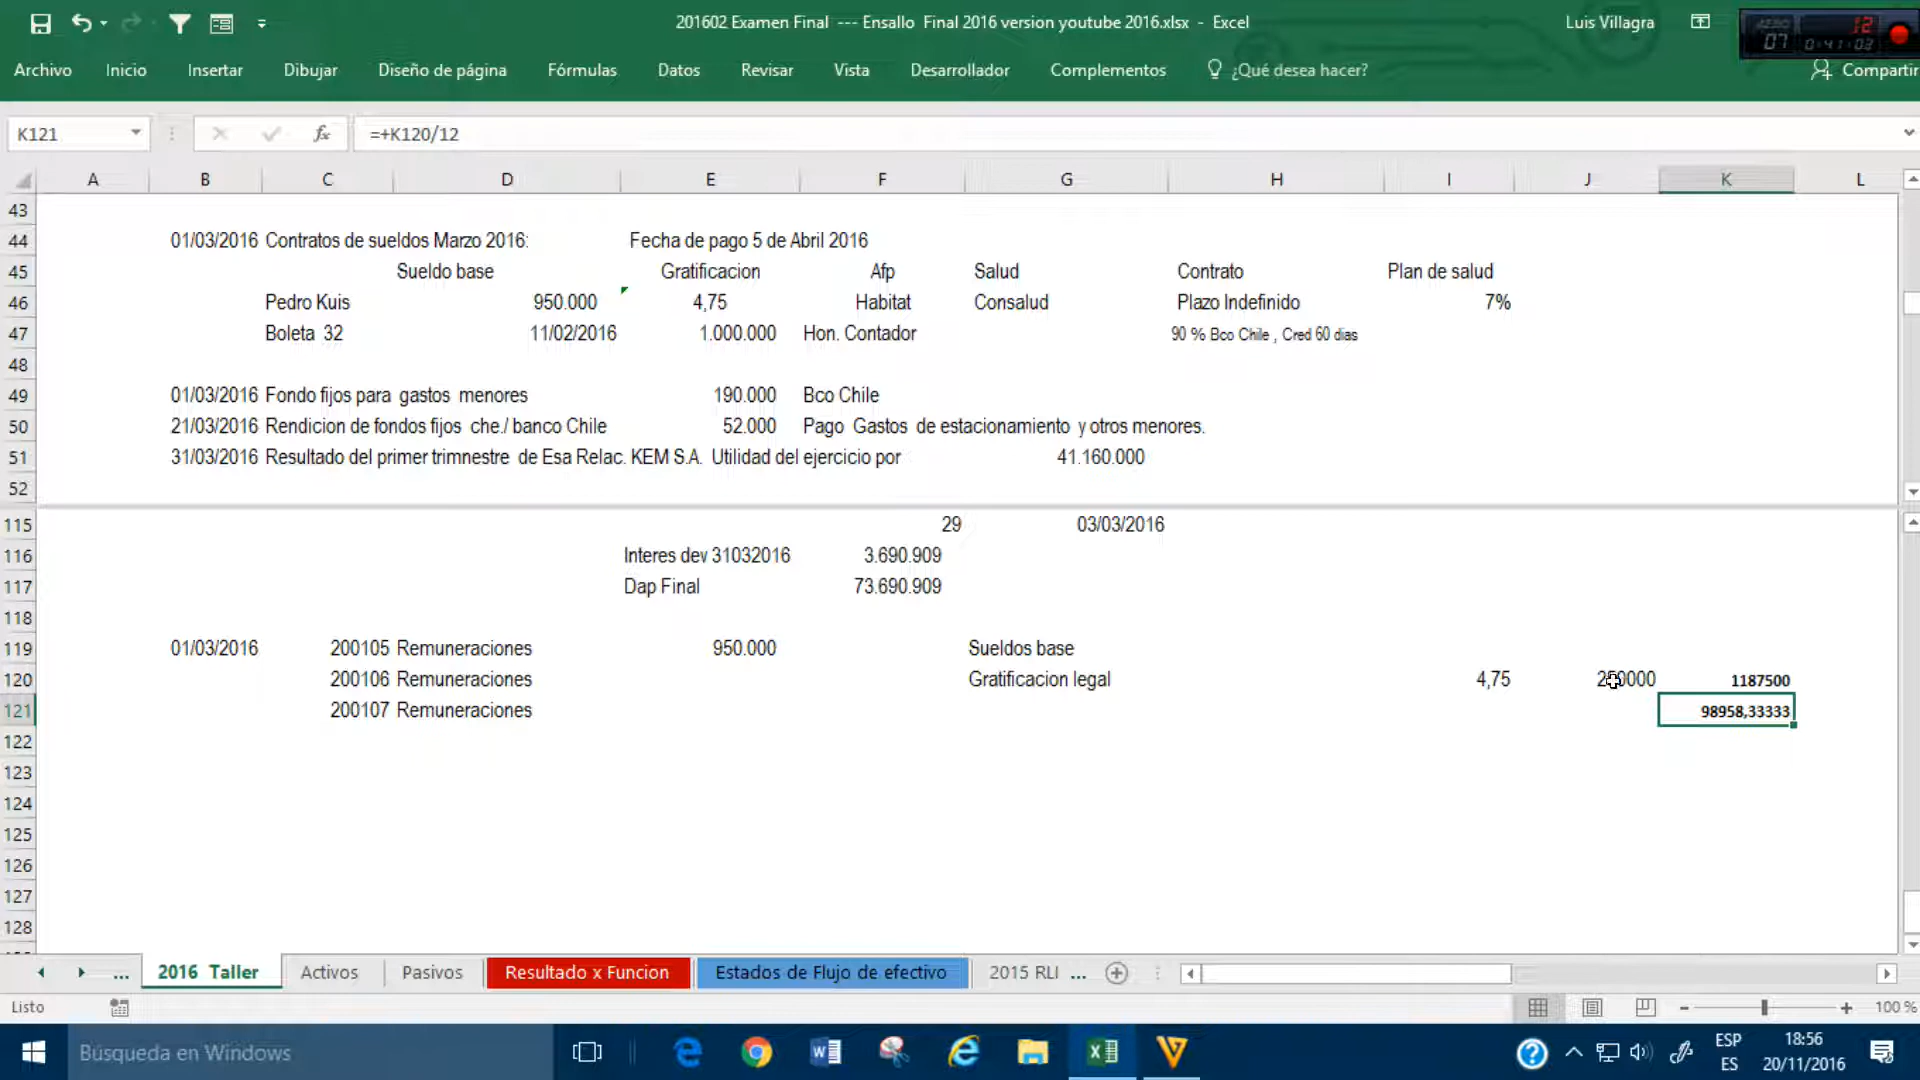 201602 Examen Final --- Ensallo Final 2016 version youtube 2016.xlsx - Excel
Luis Villagra
12
07 0:41:03
Archivo Inicio Insertar Dibujar Diseño de página Fórmulas Datos Revisar Vista Desarrollador Complementos ¿Qué desea hacer? Compartir
K121 fx =+K120/12
A B C D E F G H I J K L
43
44 01/03/2016 Contratos de sueldos Marzo 2016: Fecha de pago 5 de Abril 2016
45 Sueldo base Gratificacion Afp Salud Contrato Plan de salud
46 Pedro Kuis 950.000 4,75 Habitat Consalud Plazo Indefinido 7%
47 Boleta 32 11/02/2016 1.000.000 Hon. Contador 90 % Bco Chile , Cred 60 dias
48
49 01/03/2016 Fondo fijos para gastos menores 190.000 Bco Chile
50 21/03/2016 Rendicion de fondos fijos che./ banco Chile 52.000 Pago Gastos de estacionamiento y otros menores.
51 31/03/2016 Resultado del primer trimnestre de Esa Relac. KEM S.A. Utilidad del ejercicio por 41.160.000
52
115 29 03/03/2016
116 Interes dev 31032016 3.690.909
117 Dap Final 73.690.909
118
119 01/03/2016 200105 Remuneraciones 950.000 Sueldos base
120 200106 Remuneraciones Gratificacion legal 4,75 250000 1187500
121 200107 Remuneraciones 98958,33333
122
123
124
125
126
127
128
... 2016 Taller Activos Pasivos Resultado x Funcion Estados de Flujo de efectivo 2015 RLI ...
Listo 100 %
Búsqueda en Windows
ESP
ES
18:56
20/11/2016